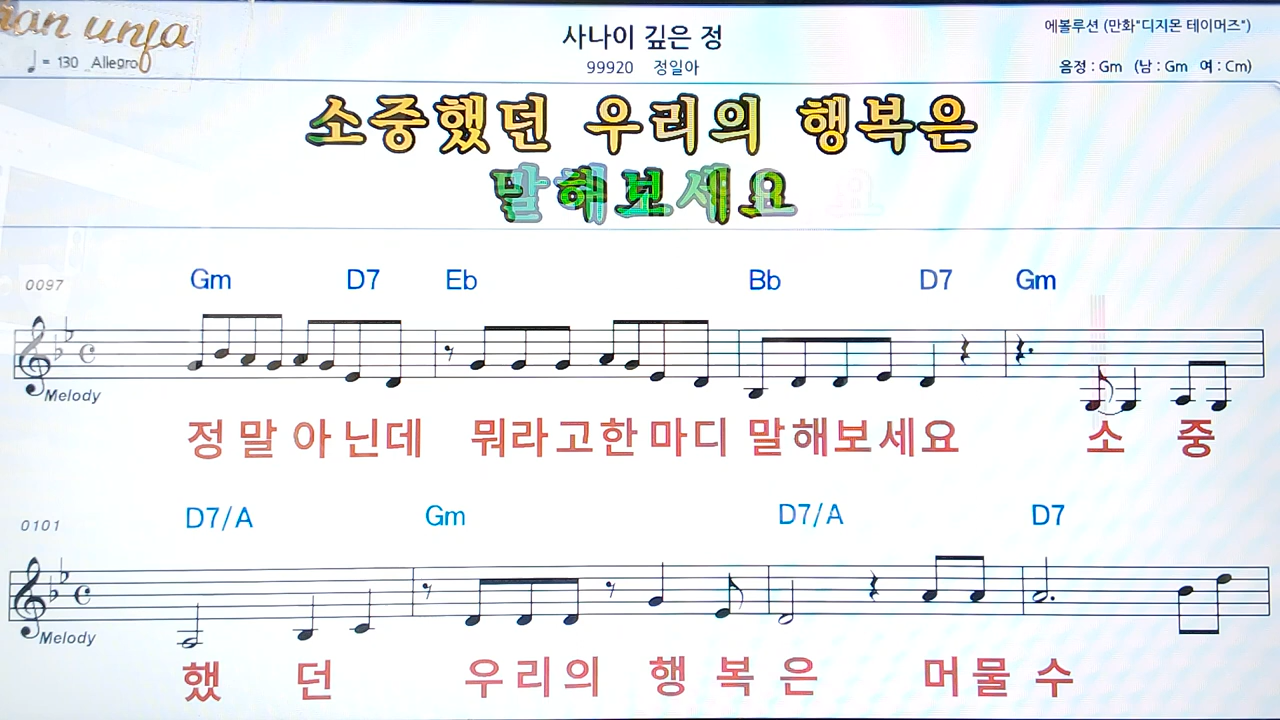 사나이 깊은 정
에볼루션 (만화"디지몬 테이머즈")
♩ = 130 Allegro
99920 정일아
음정 : Gm (남 : Gm 여 : Cm)
소중했던 우리의 행복은
말해보세요
0097 Gm D7 Eb Bb D7 Gm
Melody
정 말 아 닌데 뭐라고한 마디 말해보세요 소 중
0101 D7/A Gm D7/A D7
Melody
했 던 우리의 행 복 은 머물 수